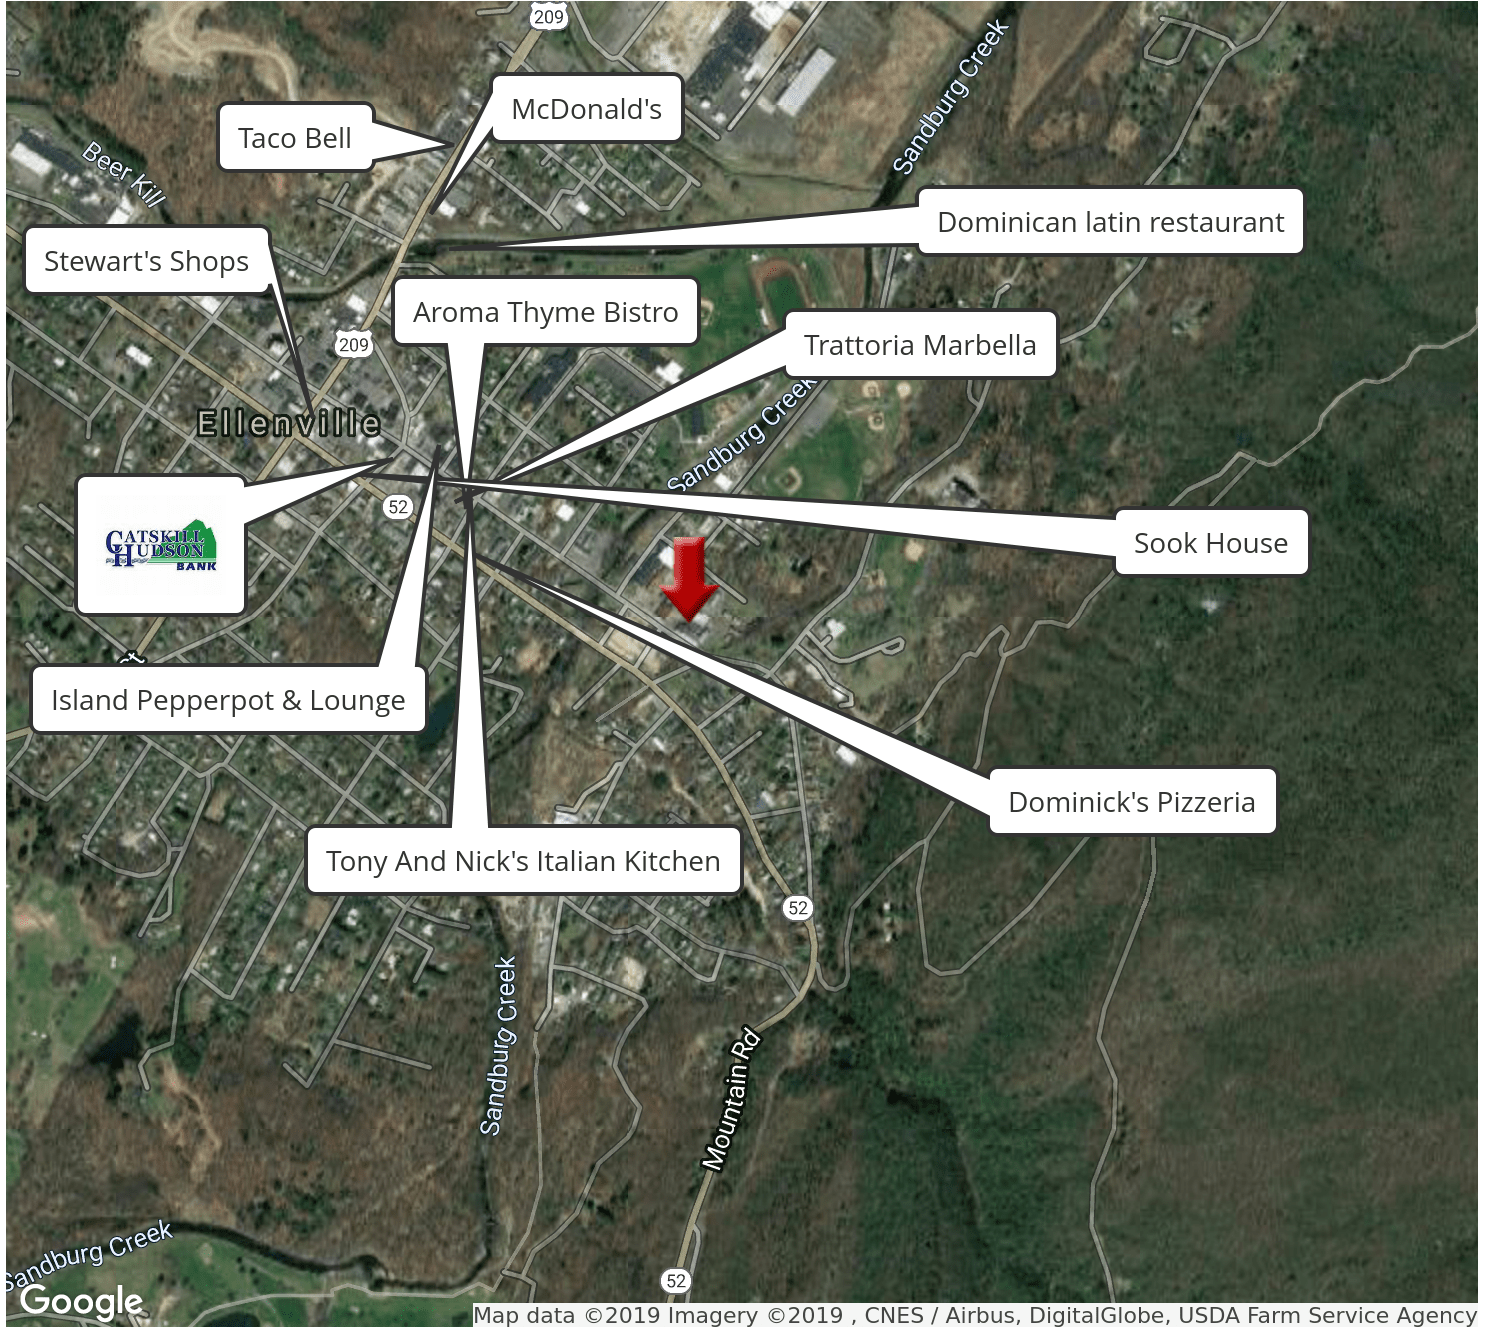 209
Sandburg Creek
McDonald's
Taco Bell
Beer Kill
Dominican latin restaurant
Stewart's Shops
Aroma Thyme Bistro
209
Trattoria Marbella
Ellenville
Sandburg Creek
52
CATSKILL
HUDSON
BANK
Sook House
st
Island Pepperpot & Lounge
Dominick's Pizzeria
Tony And Nick's Italian Kitchen
52
Sandburg Creek
Mountain Rd
Sandburg Creek
52
Google
Map data ©2019 Imagery ©2019 , CNES / Airbus, DigitalGlobe, USDA Farm Service Agency